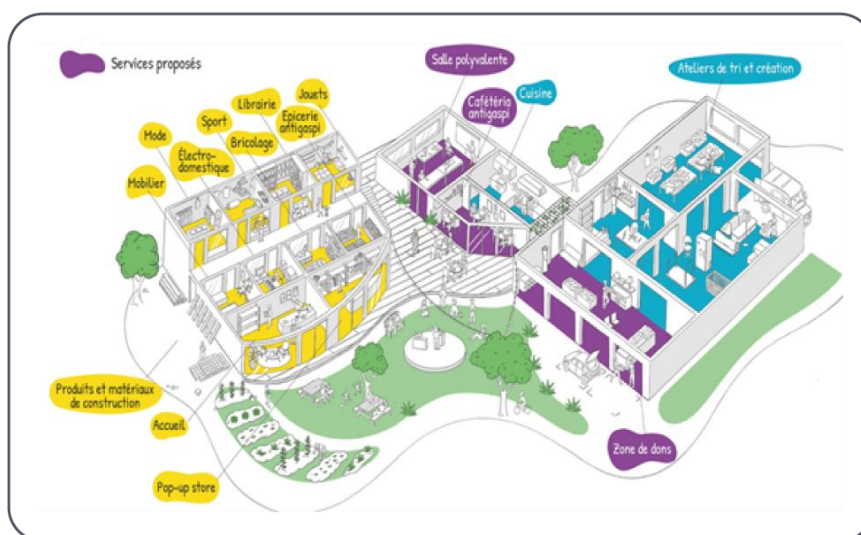 Services proposés
Salle polyvalente
Ateliers de tri et création
Cafétéria
antigaspi
Cuisine
Jouets
Librairie
Epicerie
antigaspi
Sport
Bricolage
Mode
Électro-
domestique
Mobilier
Produits et matériaux
de construction
Accueil
Pop-up store
Zone de dons